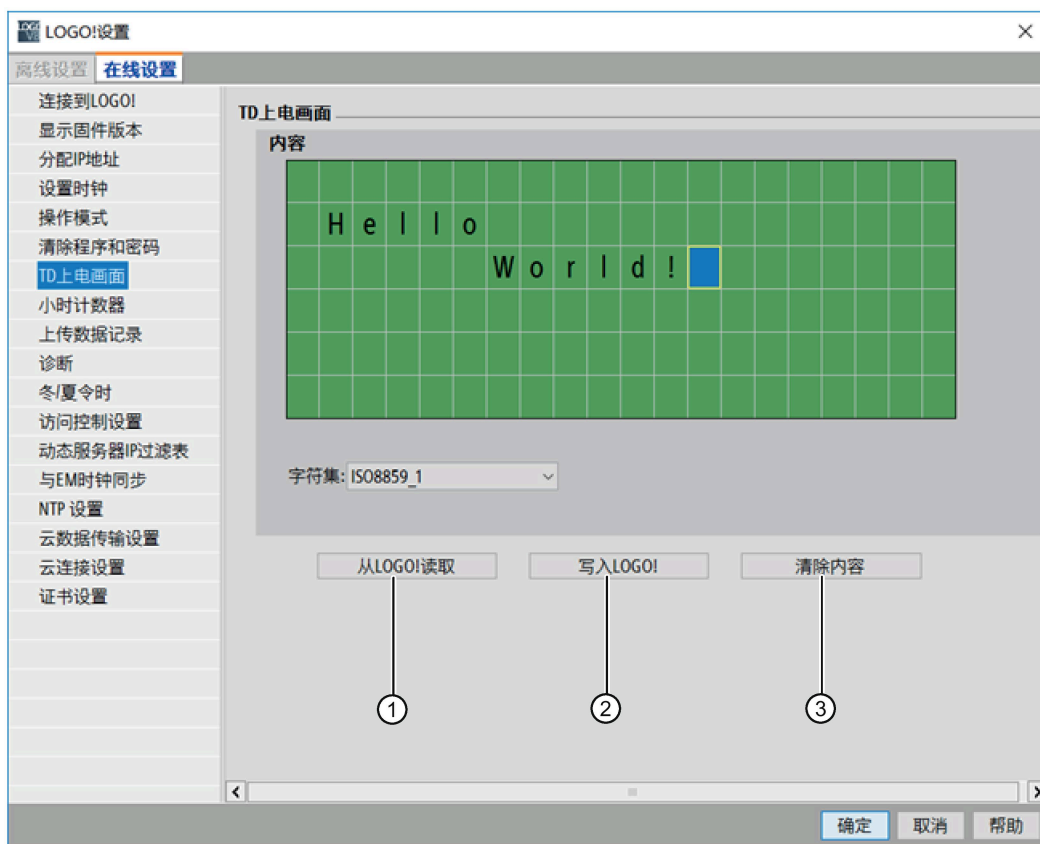 LOGO!设置
离线设置 在线设置
连接到LOGO!
显示固件版本
分配IP地址
设置时钟
操作模式
清除程序和密码
TD上电画面
小时计数器
上传数据记录
诊断
冬/夏令时
访问控制设置
动态服务器IP过滤表
与EM时钟同步
NTP 设置
云数据传输设置
云连接设置
证书设置
TD上电画面
内容
Hello
World!
字符集: ISO8859_1
从LOGO!读取 写入LOGO! 清除内容
1 2 3
确定 取消 帮助